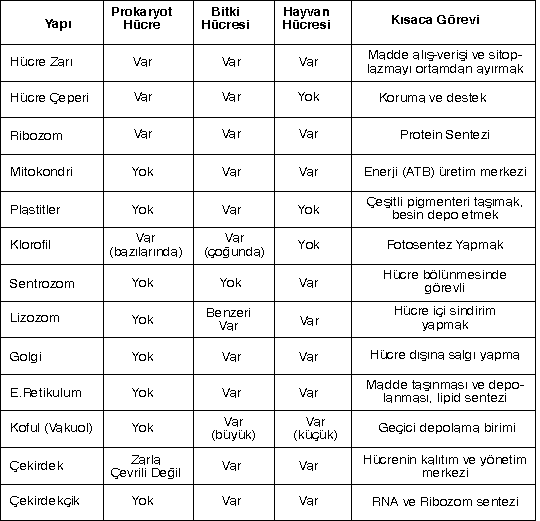 Yapı | Prokaryot Hücre | Bitki Hücresi | Hayvan Hücresi | Kısaca Görevi
Hücre Zarı | Var | Var | Var | Madde alış-verişi ve sitop-lazmayı ortamdan ayırmak
Hücre Çeperi | Var | Var | Yok | Koruma ve destek
Ribozom | Var | Var | Var | Protein Sentezi
Mitokondri | Yok | Var | Var | Enerji (ATB) üretim merkezi
Plastitler | Yok | Var | Yok | Çeşitli pigmenteri taşımak, besin depo etmek
Klorofil | Var (bazılarında) | Var (çoğunda) | Yok | Fotosentez Yapmak
Sentrozom | Yok | Yok | Var | Hücre bölünmesinde görevli
Lizozom | Yok | Benzeri Var | Var | Hücre içi sindirim yapmak
Golgi | Yok | Var | Var | Hücre dışına salgı yapma
E.Retikulum | Yok | Var | Var | Madde taşınması ve depo-lanması, lipid sentezi
Koful (Vakuol) | Yok | Var (büyük) | Var (küçük) | Geçici depolama birimi
Çekirdek | Zarla Çevrili Değil | Var | Var | Hücrenin kalıtım ve yönetim merkezi
Çekirdekçik | Yok | Var | Var | RNA ve Ribozom sentezi